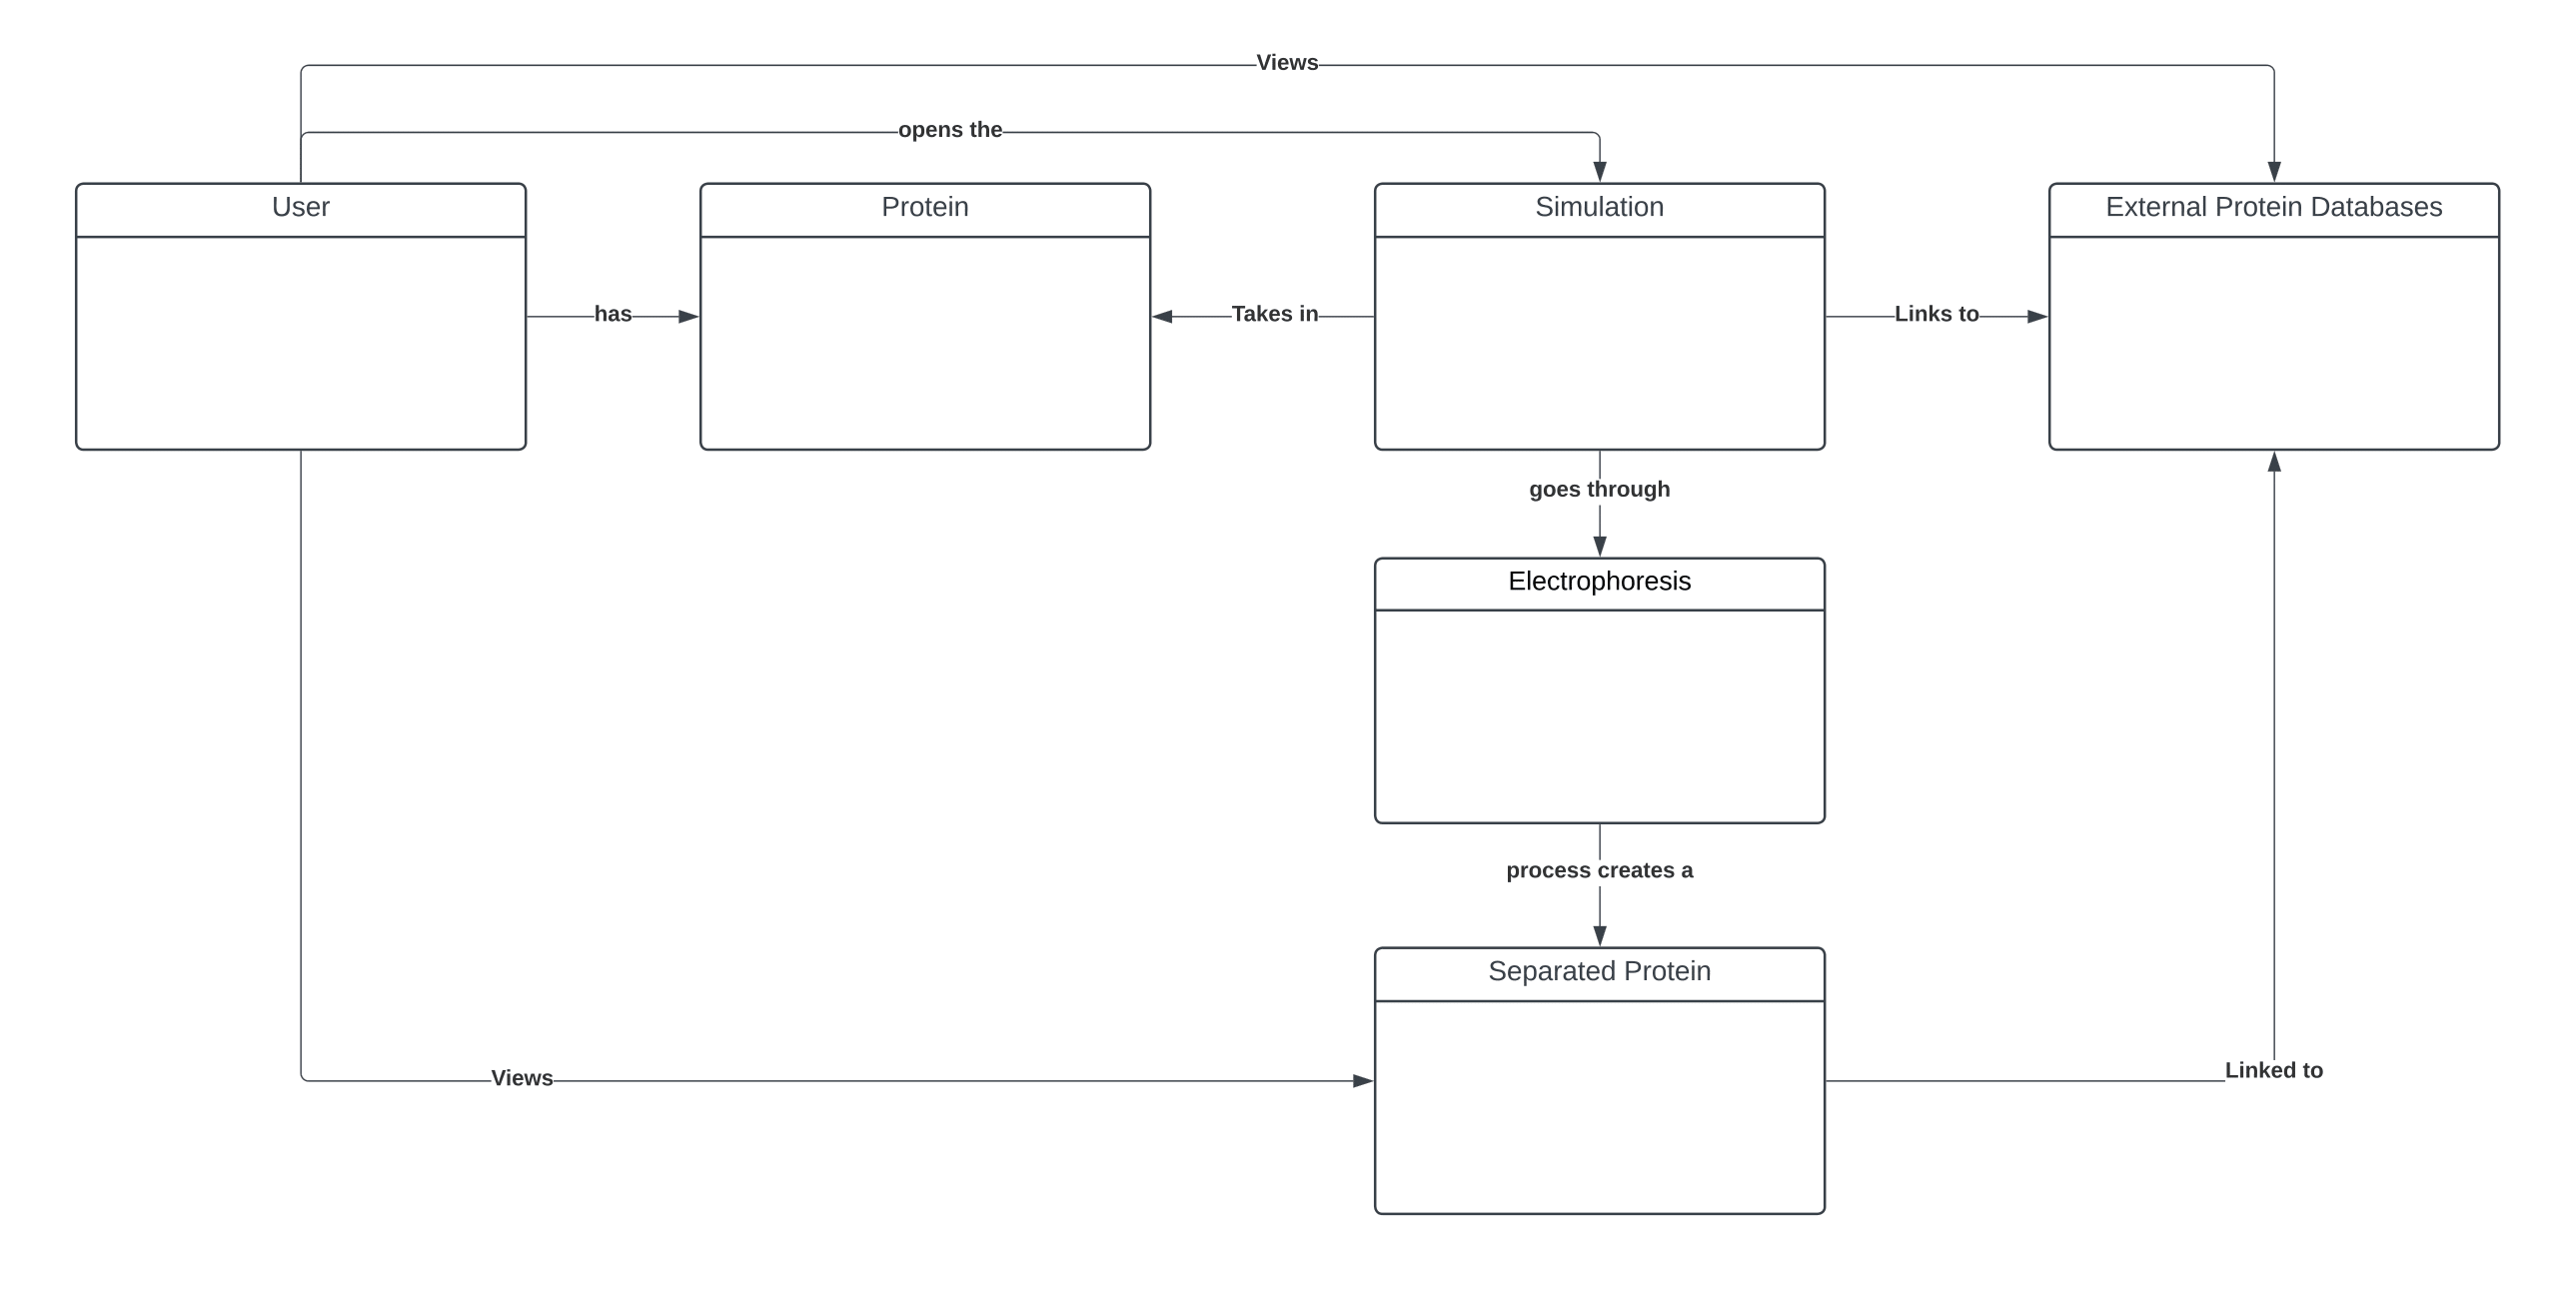 Views
opens the
User
Protein
Simulation
External Protein Databases
has
Takes in
Links to
goes through
Electrophoresis
process creates a
Separated Protein
Views
Linked to